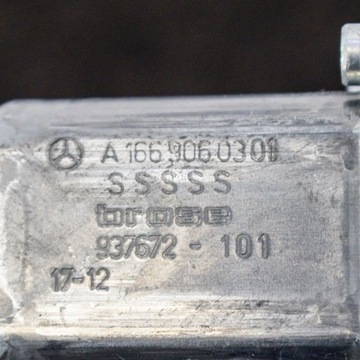 A 166 906 03 01
SSSSS
brose
937672 - 101
17-12